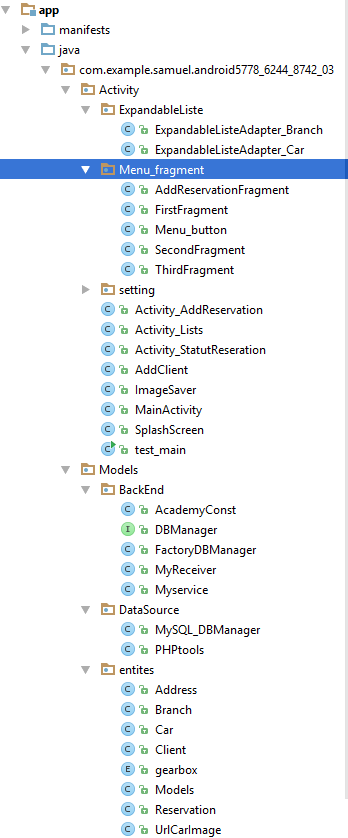 app
manifests
java
com.example.samuel.android5778_6244_8742_03
Activity
ExpandableListe
ExpandableListeAdapter_Branch
ExpandableListeAdapter_Car
Menu_fragment
AddReservationFragment
FirstFragment
Menu_button
SecondFragment
ThirdFragment
setting
Activity_AddReservation
Activity_Lists
Activity_StatutReseration
AddClient
ImageSaver
MainActivity
SplashScreen
test_main
Models
BackEnd
AcademyConst
DBManager
FactoryDBManager
MyReceiver
Myservice
DataSource
MySQL_DBManager
PHPtools
entites
Address
Branch
Car
Client
gearbox
Models
Reservation
UrlCarImage